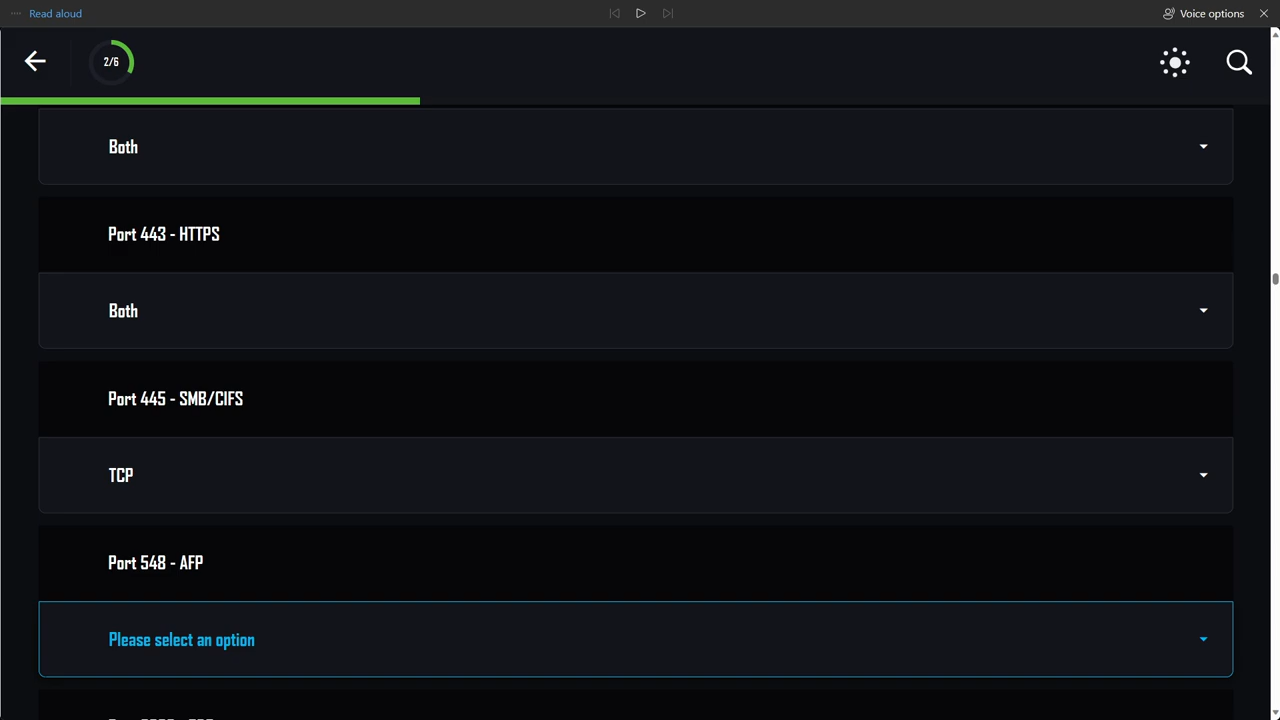 Read aloud
Voice options
2/6
Both
Port 443 - HTTPS
Both
Port 445 - SMB/CIFS
TCP
Port 548 - AFP
Please select an option